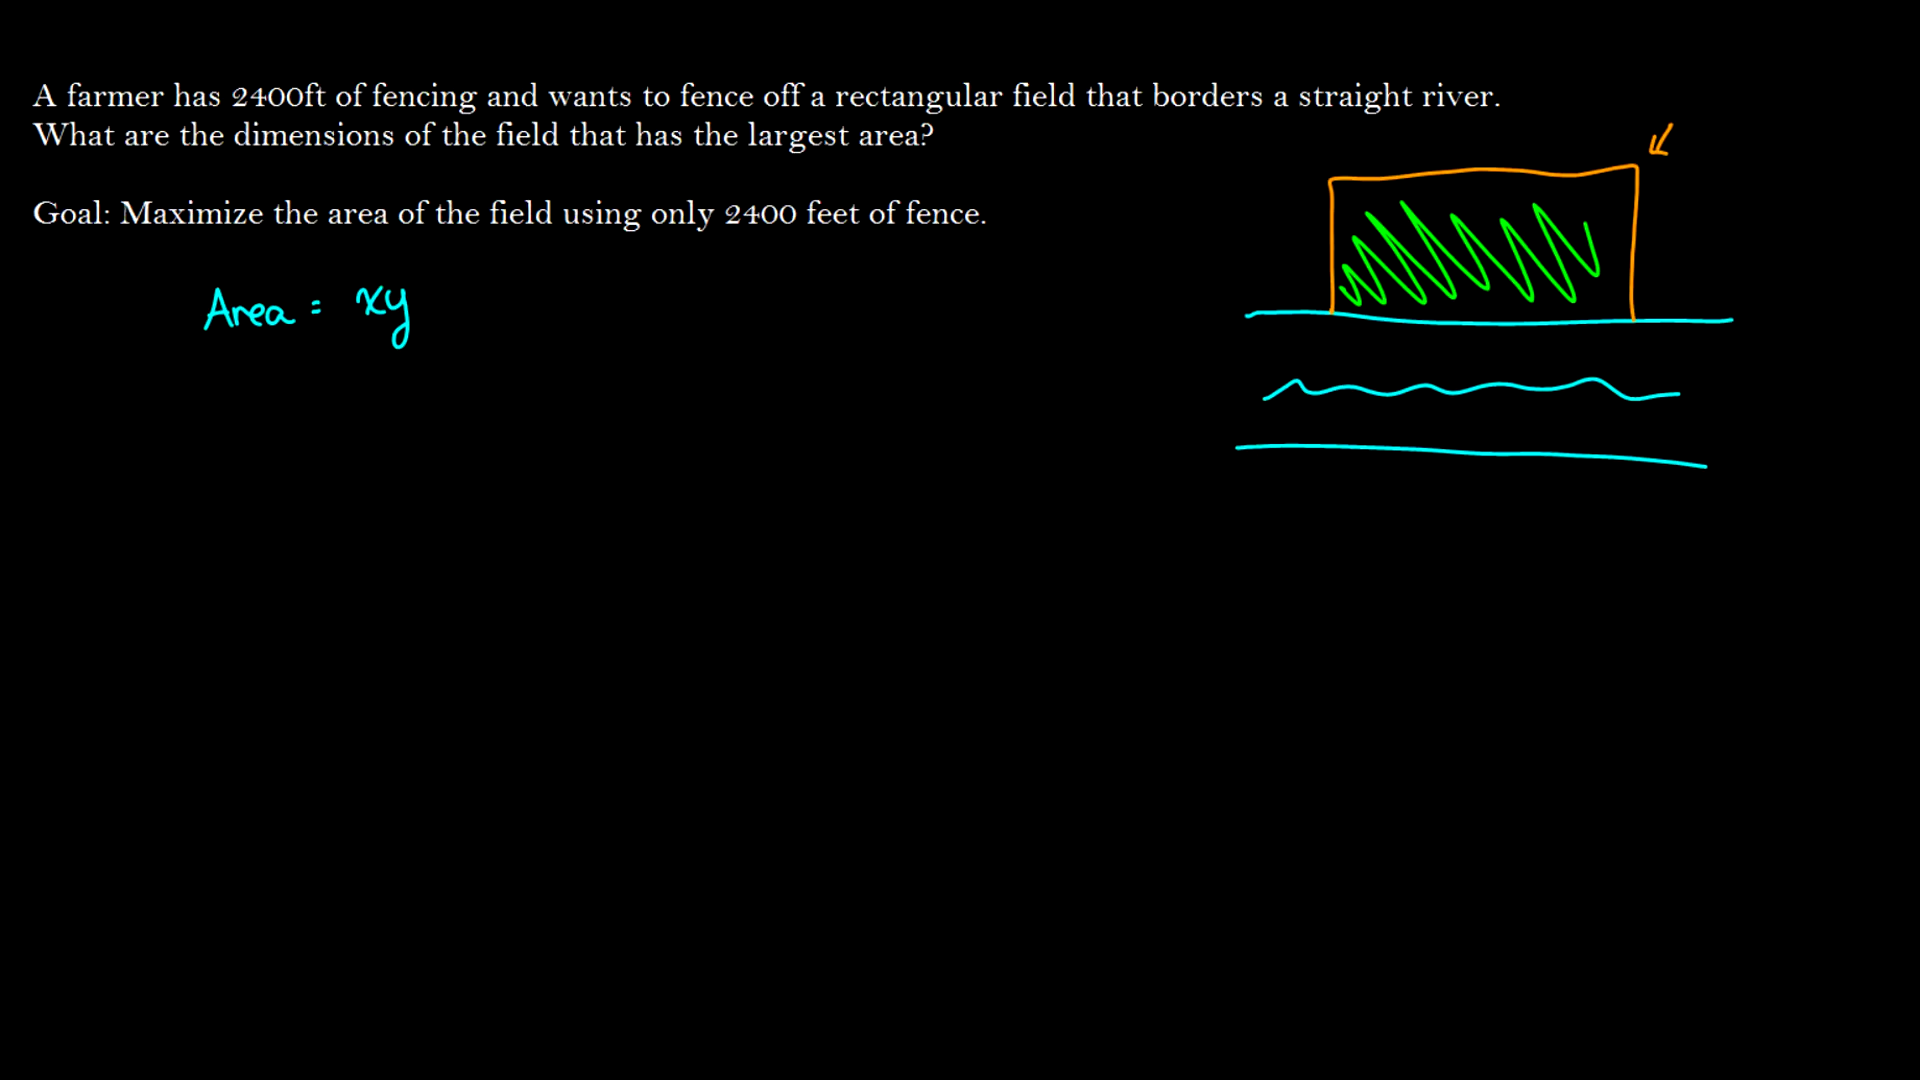 A farmer has 2400ft of fencing and wants to fence off a rectangular field that borders a straight river.
What are the dimensions of the field that has the largest area?
Goal: Maximize the area of the field using only 2400 feet of fence.
Area = xy